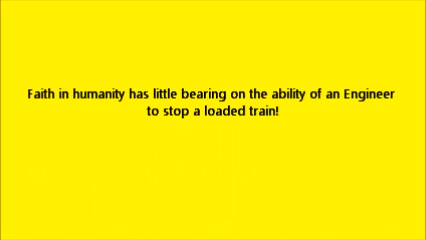 Faith in humanity has little bearing on the ability of an Engineer
to stop a loaded train!